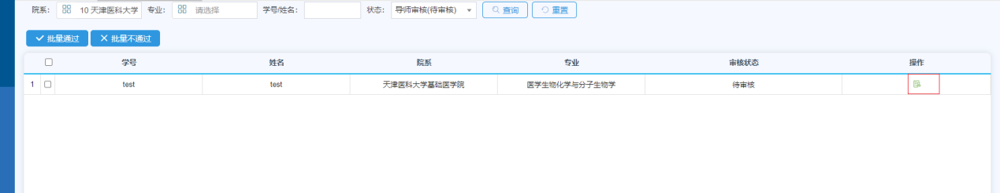 院系： 10 天津医科大学 专业： 请选择 学号/姓名： 状态： 导师审核(待审核) 查询 重置
批量通过 批量不通过
学号 姓名 院系 专业 审核状态 操作
1 test test 天津医科大学基础医学院 医学生物化学与分子生物学 待审核